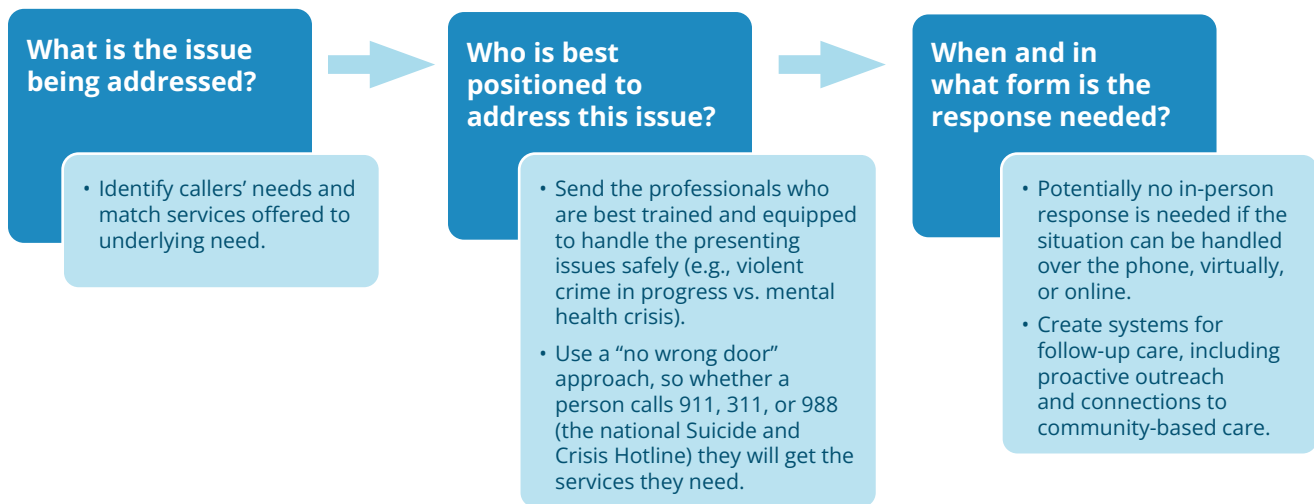 What is the issue
being addressed?
• Identify callers’ needs and
match services offered to
underlying need.
Who is best
positioned to
address this issue?
• Send the professionals who
are best trained and equipped
to handle the presenting
issues safely (e.g., violent
crime in progress vs. mental
health crisis).
• Use a “no wrong door”
approach, so whether a
person calls 911, 311, or 988
(the national Suicide and
Crisis Hotline) they will get the
services they need.
When and in
what form is the
response needed?
• Potentially no in-person
response is needed if the
situation can be handled
over the phone, virtually,
or online.
• Create systems for
follow-up care, including
proactive outreach
and connections to
community-based care.